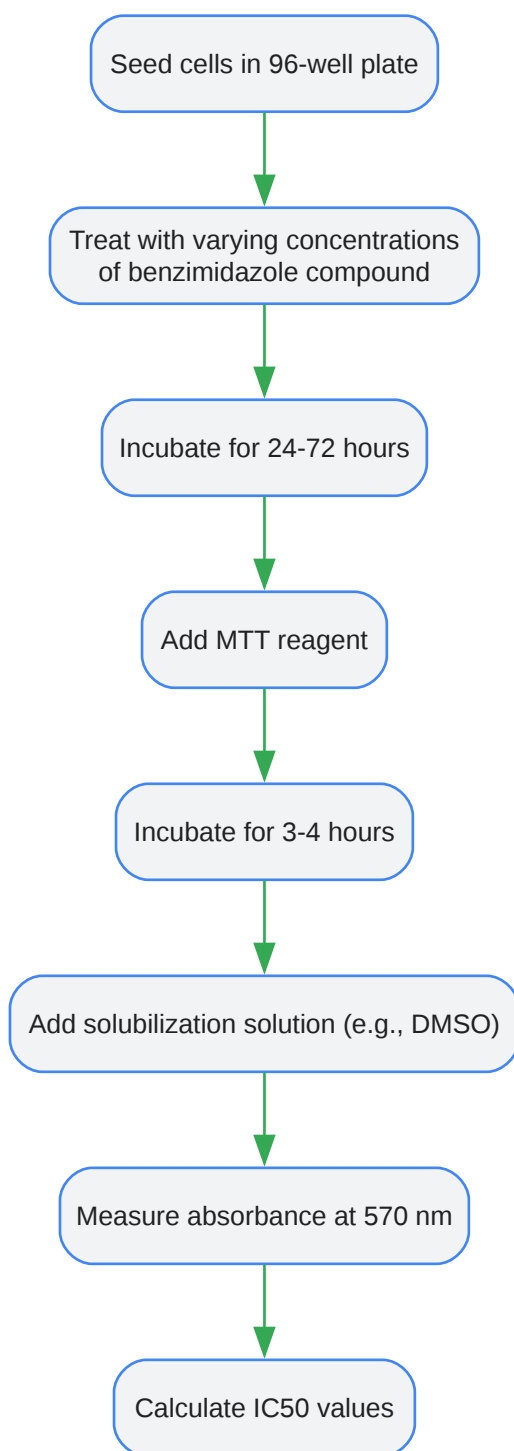 Seed cells in 96-well plate
Treat with varying concentrations
of benzimidazole compound
Incubate for 24-72 hours
Add MTT reagent
Incubate for 3-4 hours
Add solubilization solution (e.g., DMSO)
Measure absorbance at 570 nm
Calculate IC50 values